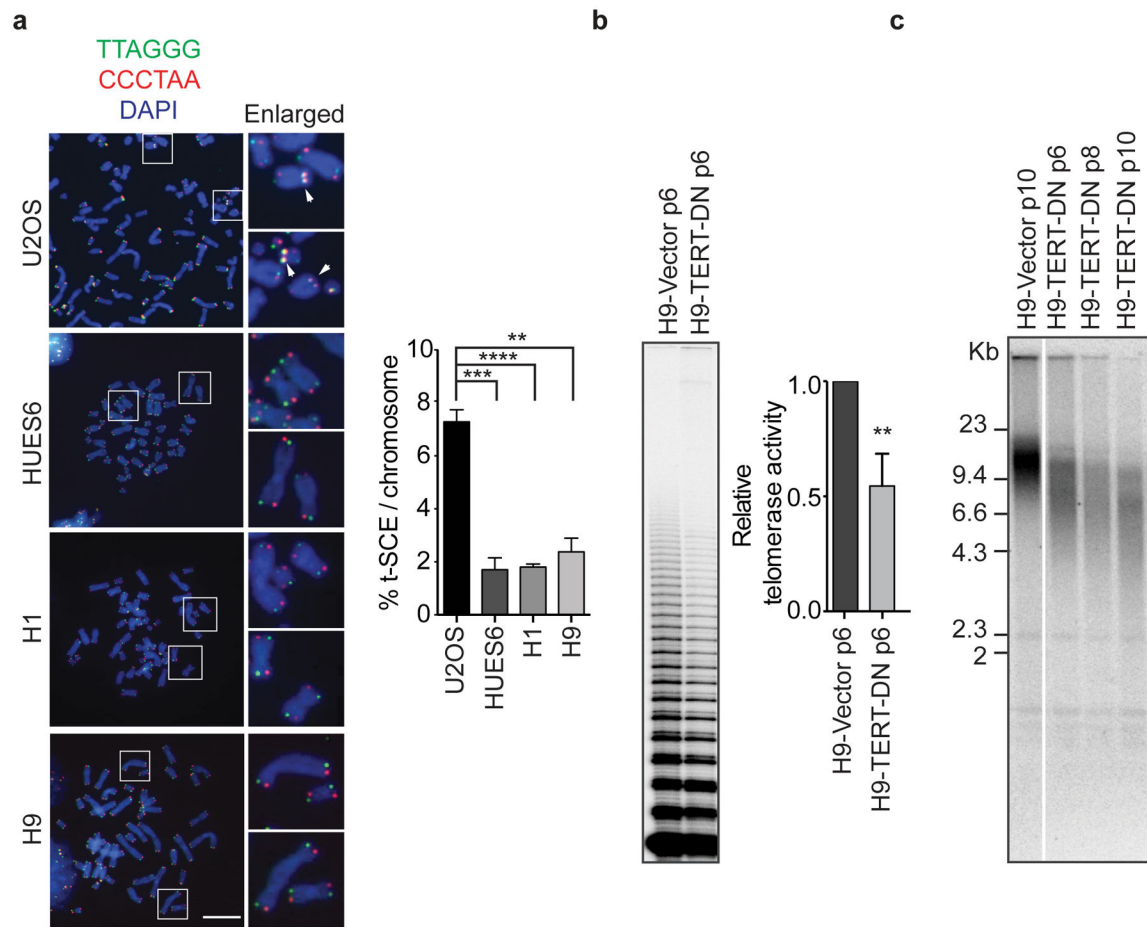 a
TTAGGG
CCCTAA
DAPI
Enlarged
U2OS
HUES6
H1
H9
% t-SCE / chromosome
10
8
6
4
2
0
**
****
***
U2OS
HUES6
H1
H9
b
H9-Vector p6
H9-TERT-DN p6
Relative
telomerase activity
1.0
0.5
0.0
**
H9-Vector p6
H9-TERT-DN p6
c
H9-Vector p10
H9-TERT-DN p6
H9-TERT-DN p8
H9-TERT-DN p10
Kb
23
9.4
6.6
4.3
2.3
2